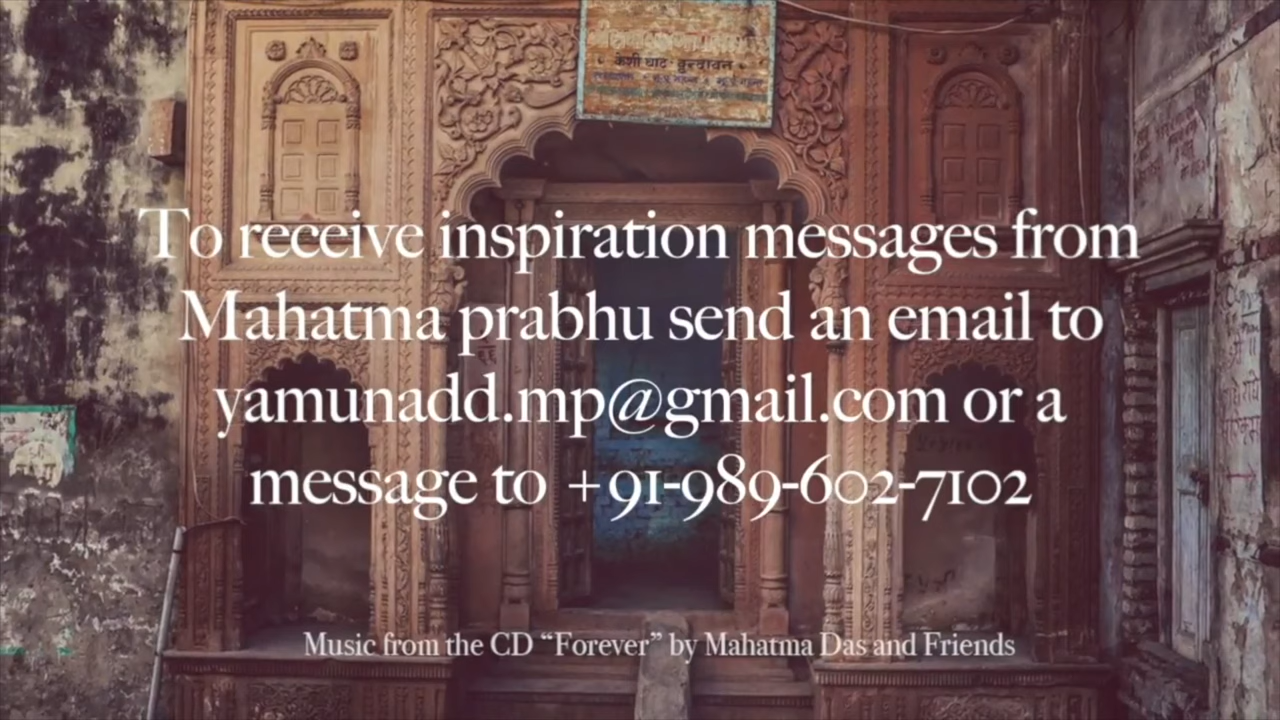 केशी घाट - वृन्दावन
To receive inspiration messages from
Mahatma prabhu send an email to
yamunadd.mp@gmail.com or a
message to +91-989-602-7102
Music from the CD “Forever” by Mahatma Das and Friends